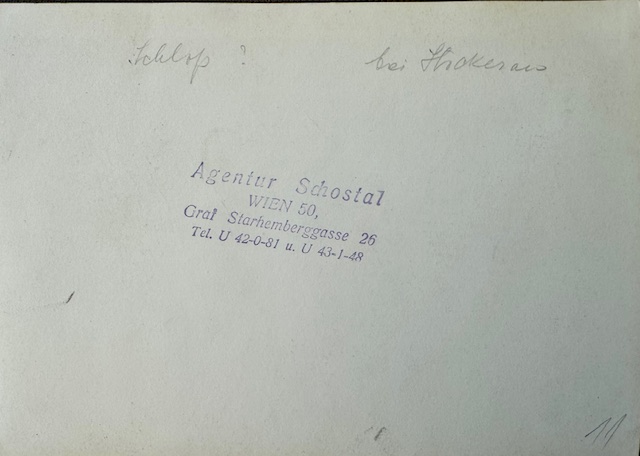 Schloß ? bei Stockerau
Agentur Schostal
WIEN 50,
Graf Starhemberggasse 26
Tel. U 42-0-81 u. U 43-1-48